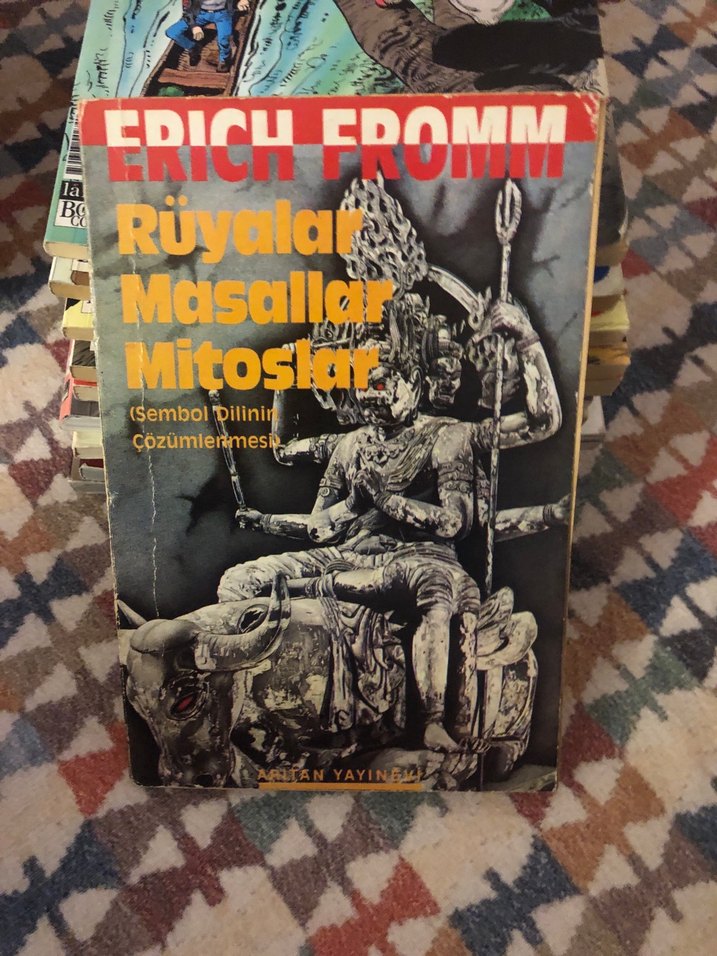 ERICH FROMM
Rüyalar
Masallar
Mitoslar
(Sembol Dilinin
Çözümlenmesi)
ARITAN YAYINEVİ